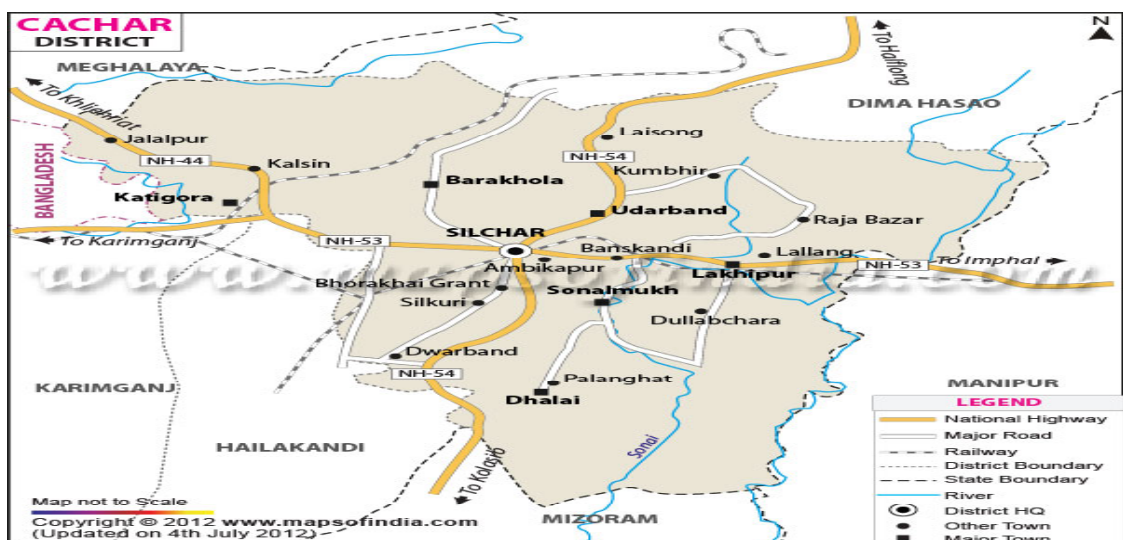 CACHAR
DISTRICT
N
MEGHALAYA
To Khliehriat
To Haflong
DIMA HASAO
Jalalpur
Laisong
NH-44
Kalsin
NH-54
Kumbhir
BANGLADESH
Barakhola
Katigora
Udarband
Raja Bazar
SILCHAR
To Karimganj
NH-53
Banskandi
Lallang
To Imphal
Ambikapur
Lakhipur
NH-53
Bhorakhai Grant
Sonalmukh
Silkuri
Dullabchara
Dwarband
NH-54
Palanghat
KARIMGANJ
Dhalai
MANIPUR
HAILAKANDI
Sonai
To Kolasib
MIZORAM
LEGEND
National Highway
Major Road
Railway
District Boundary
State Boundary
River
District HQ
Other Town
Major Town
Map not to Scale
Copyright © 2012 www.mapsofindia.com
(Updated on 4th July 2012)